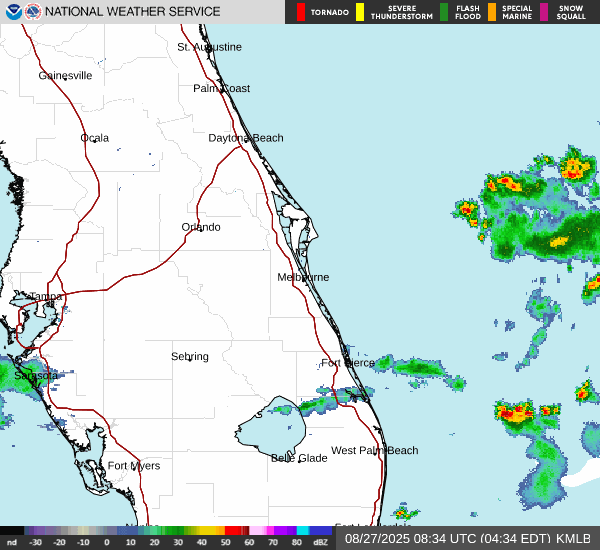 NATIONAL WEATHER SERVICE
TORNADO
SEVERE THUNDERSTORM
FLASH FLOOD
SPECIAL MARINE
SNOW SQUALL
St. Augustine
Gainesville
Palm Coast
Ocala
Daytona Beach
Orlando
Melbourne
Tampa
Sebring
Fort Pierce
Sarasota
West Palm Beach
Belle Glade
Fort Myers
nd -30 -20 -10 0 10 20 30 40 50 60 70 80 dBZ
08/27/2025 08:34 UTC (04:34 EDT) KMLB